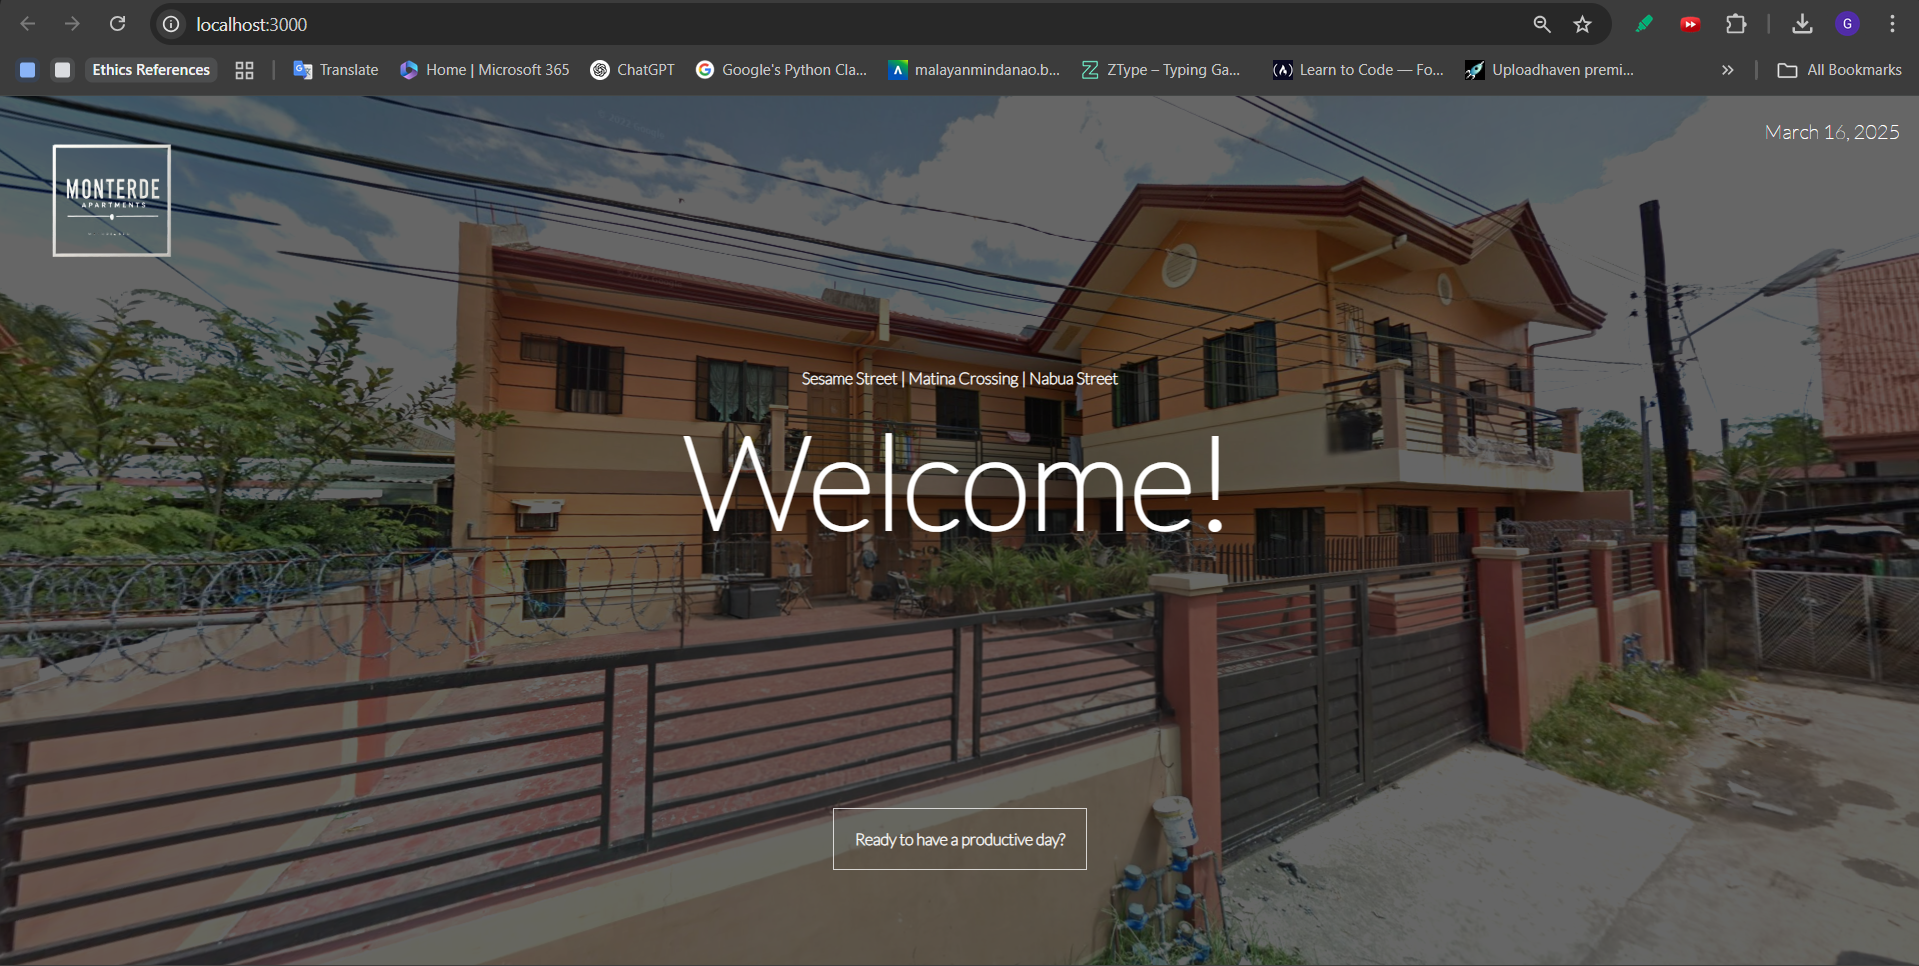 localhost:3000
G
Ethics References
Translate
Home | Microsoft 365
ChatGPT
Google's Python Cla...
malayanmindanao.b...
ZType – Typing Ga...
Learn to Code — Fo...
Uploadhaven premi...
All Bookmarks
March 16, 2025
MONTERDE
APARTMENTS
Sesame Street | Matina Crossing | Nabua Street
Welcome!
Ready to have a productive day?